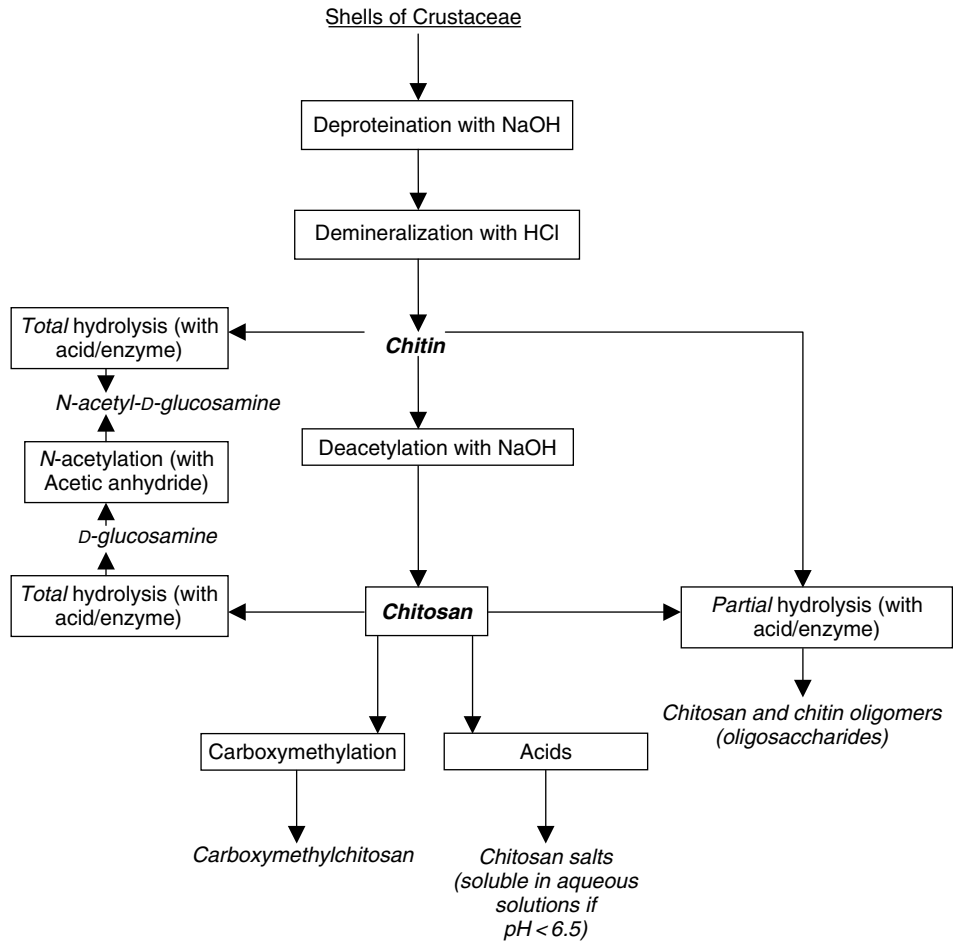 Shells of Crustaceae
Deproteination with NaOH
Demineralization with HCl
Total hydrolysis (with
acid/enzyme)
Chitin
N-acetyl-D-glucosamine
Deacetylation with NaOH
N-acetylation (with
Acetic anhydride)
D-glucosamine
Total hydrolysis (with
acid/enzyme)
Chitosan
Partial hydrolysis (with
acid/enzyme)
Chitosan and chitin oligomers
(oligosaccharides)
Carboxymethylation
Acids
Carboxymethylchitosan
Chitosan salts
(soluble in aqueous
solutions if
pH < 6.5)